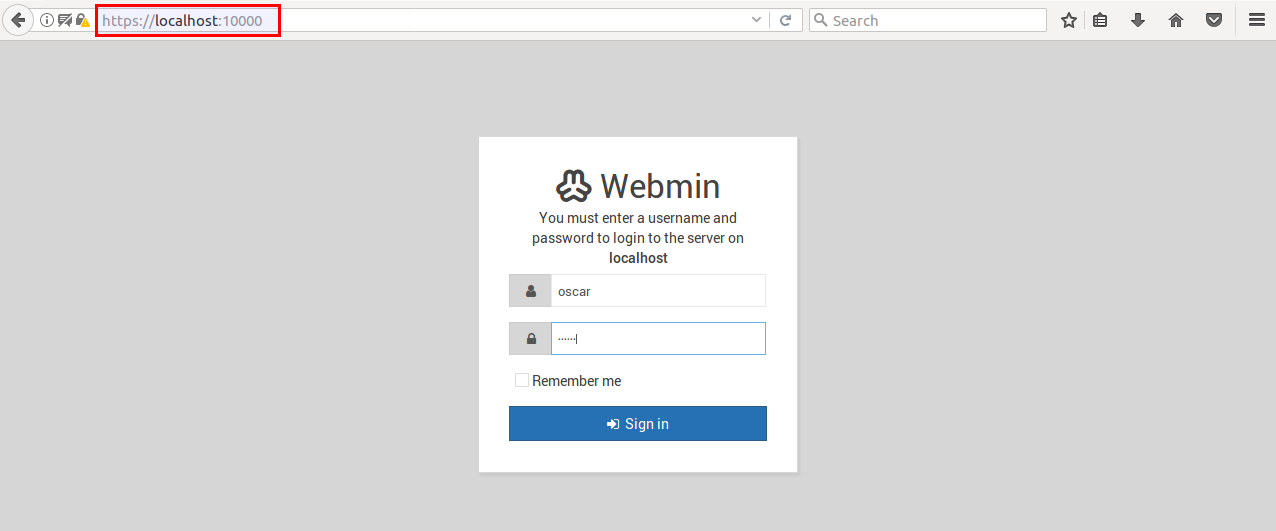 https://localhost:10000
Search
Webmin
You must enter a username and
password to login to the server on
localhost
oscar
······
Remember me
Sign in